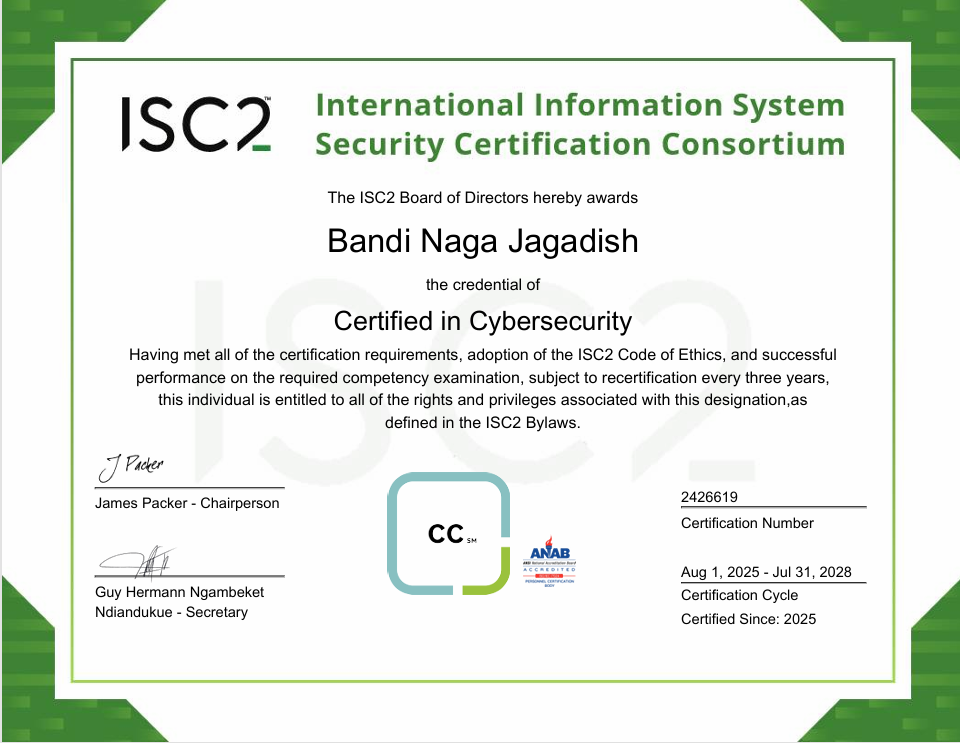 ISC2™
International Information System
Security Certification Consortium
The ISC2 Board of Directors hereby awards
Bandi Naga Jagadish
the credential of
Certified in Cybersecurity
Having met all of the certification requirements, adoption of the ISC2 Code of Ethics, and successful
performance on the required competency examination, subject to recertification every three years,
this individual is entitled to all of the rights and privileges associated with this designation,as
defined in the ISC2 Bylaws.
J Packer
James Packer - Chairperson
Guy Hermann Ngambeket
Ndiandukue - Secretary
CC SM
ANAB
ANSI National Accreditation Board
ACCREDITED
PERSONNEL CERTIFICATION
BODY
2426619
Certification Number
Aug 1, 2025 - Jul 31, 2028
Certification Cycle
Certified Since: 2025
ISC2